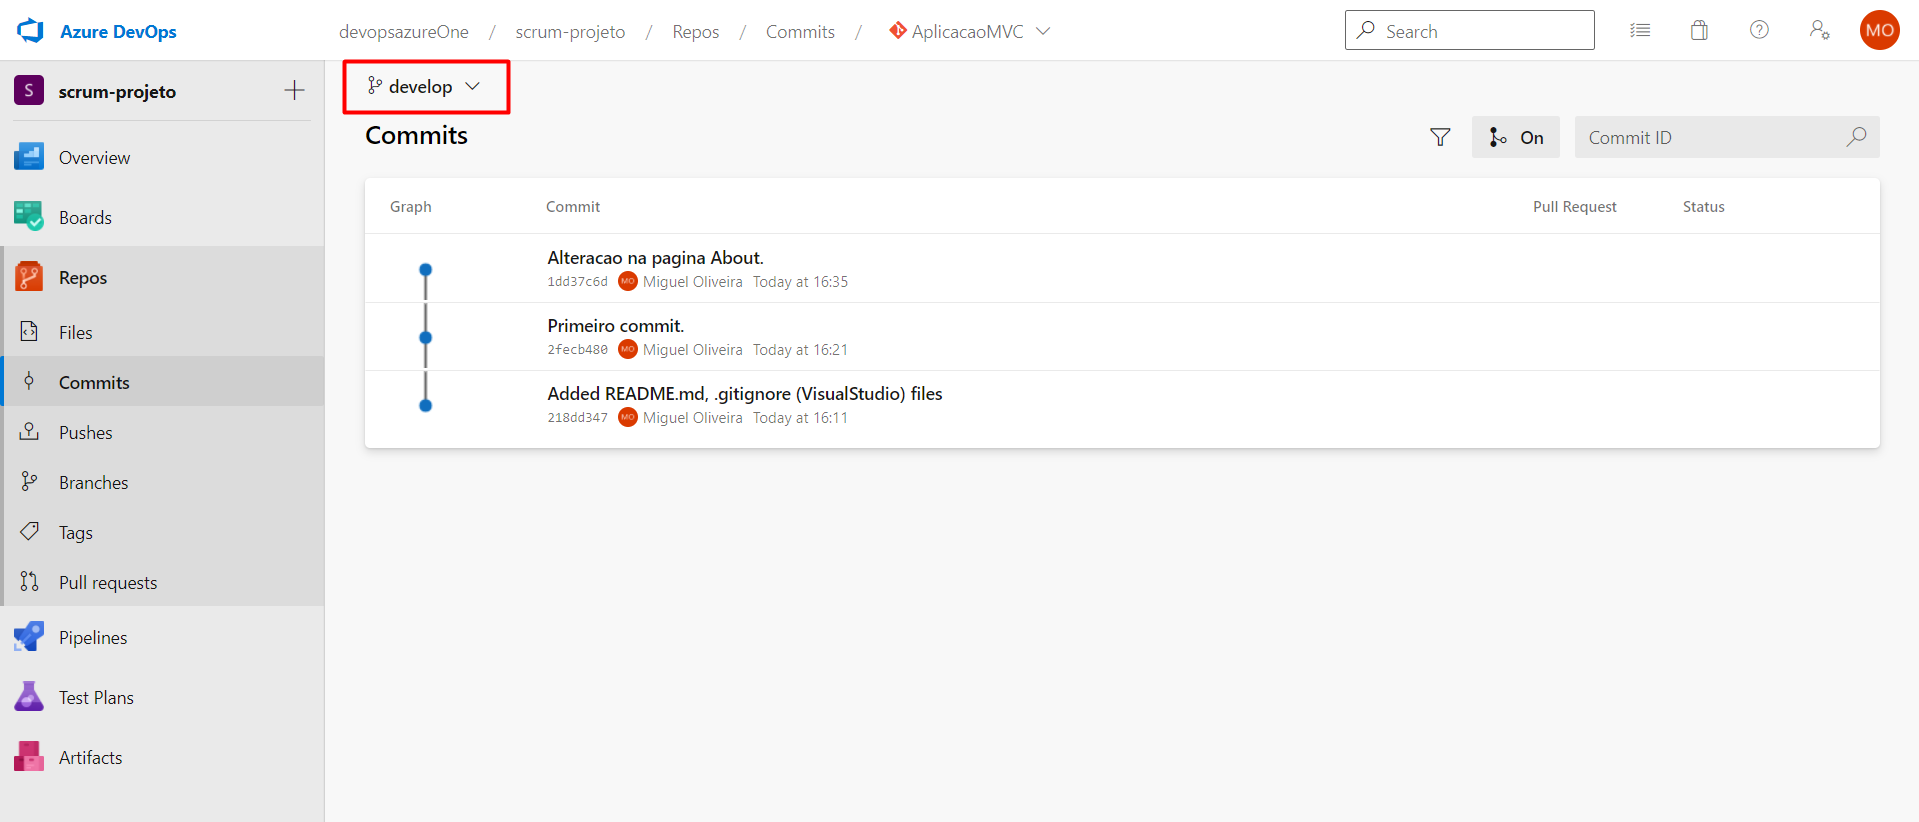 Azure DevOps
devopsazureOne / scrum-projeto / Repos / Commits / AplicacaoMVC
Search
MO
S scrum-projeto
Overview
Boards
Repos
Files
Commits
Pushes
Branches
Tags
Pull requests
Pipelines
Test Plans
Artifacts
develop
Commits
On
Commit ID
Graph Commit Pull Request Status
Alteracao na pagina About.
1dd37c6d MO Miguel Oliveira Today at 16:35
Primeiro commit.
2fecb480 MO Miguel Oliveira Today at 16:21
Added README.md, .gitignore (VisualStudio) files
218dd347 MO Miguel Oliveira Today at 16:11